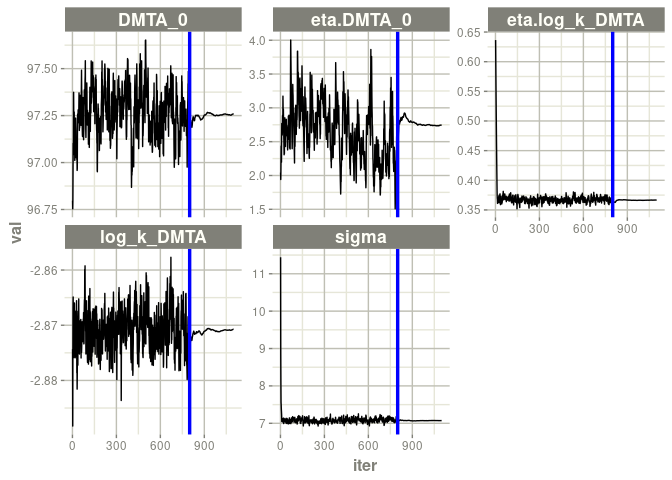 DMTA_0
eta.DMTA_0
eta.log_k_DMTA
97.50
97.25
97.00
96.75
4.0
3.5
3.0
2.5
2.0
1.5
0.65
0.60
0.55
0.50
0.45
0.40
0.35
0 300 600 900
val
log_k_DMTA
sigma
-2.86
-2.87
-2.88
11
10
9
8
7
0 300 600 900
0 300 600 900
iter